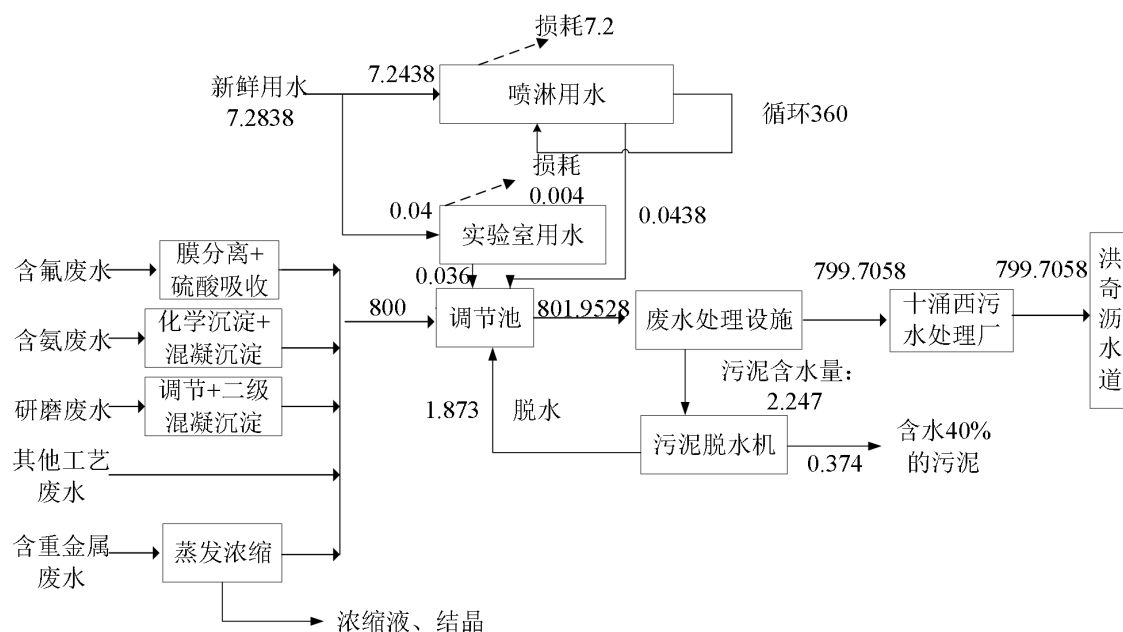 损耗7.2
新鲜用水
7.2838
7.2438
喷淋用水
循环360
损耗
0.004
0.04
实验室用水
0.0438
0.036
含氟废水
膜分离+
硫酸吸收
含氨废水
化学沉淀+
混凝沉淀
研磨废水
调节+二级
混凝沉淀
其他工艺
废水
含重金属
废水
蒸发浓缩
浓缩液、结晶
800
调节池
801.9528
废水处理设施
799.7058
十涌西污
水处理厂
799.7058
洪
奇
沥
水
道
污泥含水量：
2.247
1.873
脱水
污泥脱水机
0.374
含水40%
的污泥